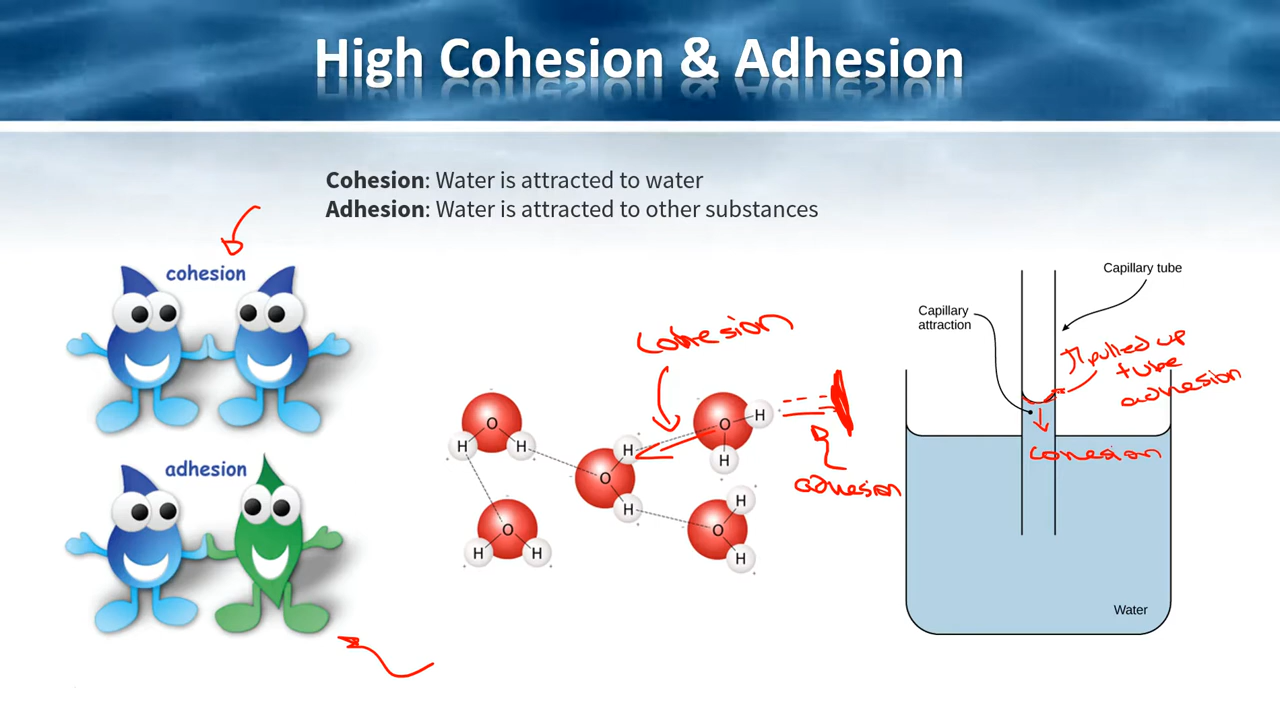 High Cohesion & Adhesion
Cohesion: Water is attracted to water
Adhesion: Water is attracted to other substances
cohesion
adhesion
cohesion
O
H
H
O
H
H
O
H
H
O
H
H
O
H
H
adhesion
Capillary tube
Capillary
attraction
pulled up
tube
adhesion
cohesion
Water